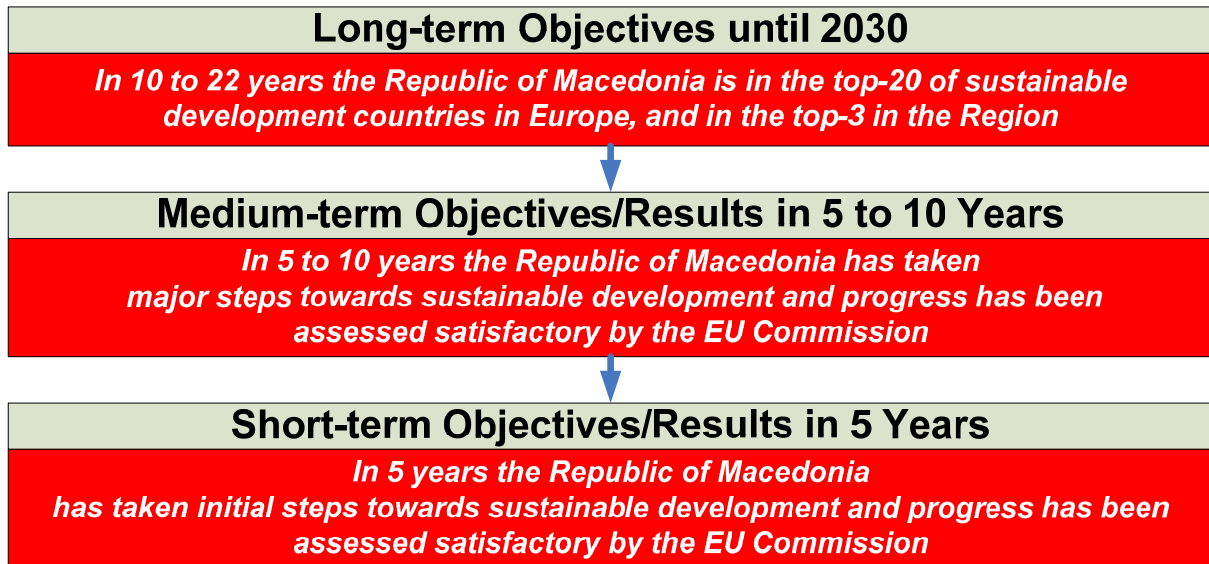 Long-term Objectives until 2030
In 10 to 22 years the Republic of Macedonia is in the top-20 of sustainable
development countries in Europe, and in the top-3 in the Region
Medium-term Objectives/Results in 5 to 10 Years
In 5 to 10 years the Republic of Macedonia has taken
major steps towards sustainable development and progress has been
assessed satisfactory by the EU Commission
Short-term Objectives/Results in 5 Years
In 5 years the Republic of Macedonia
has taken initial steps towards sustainable development and progress has been
assessed satisfactory by the EU Commission